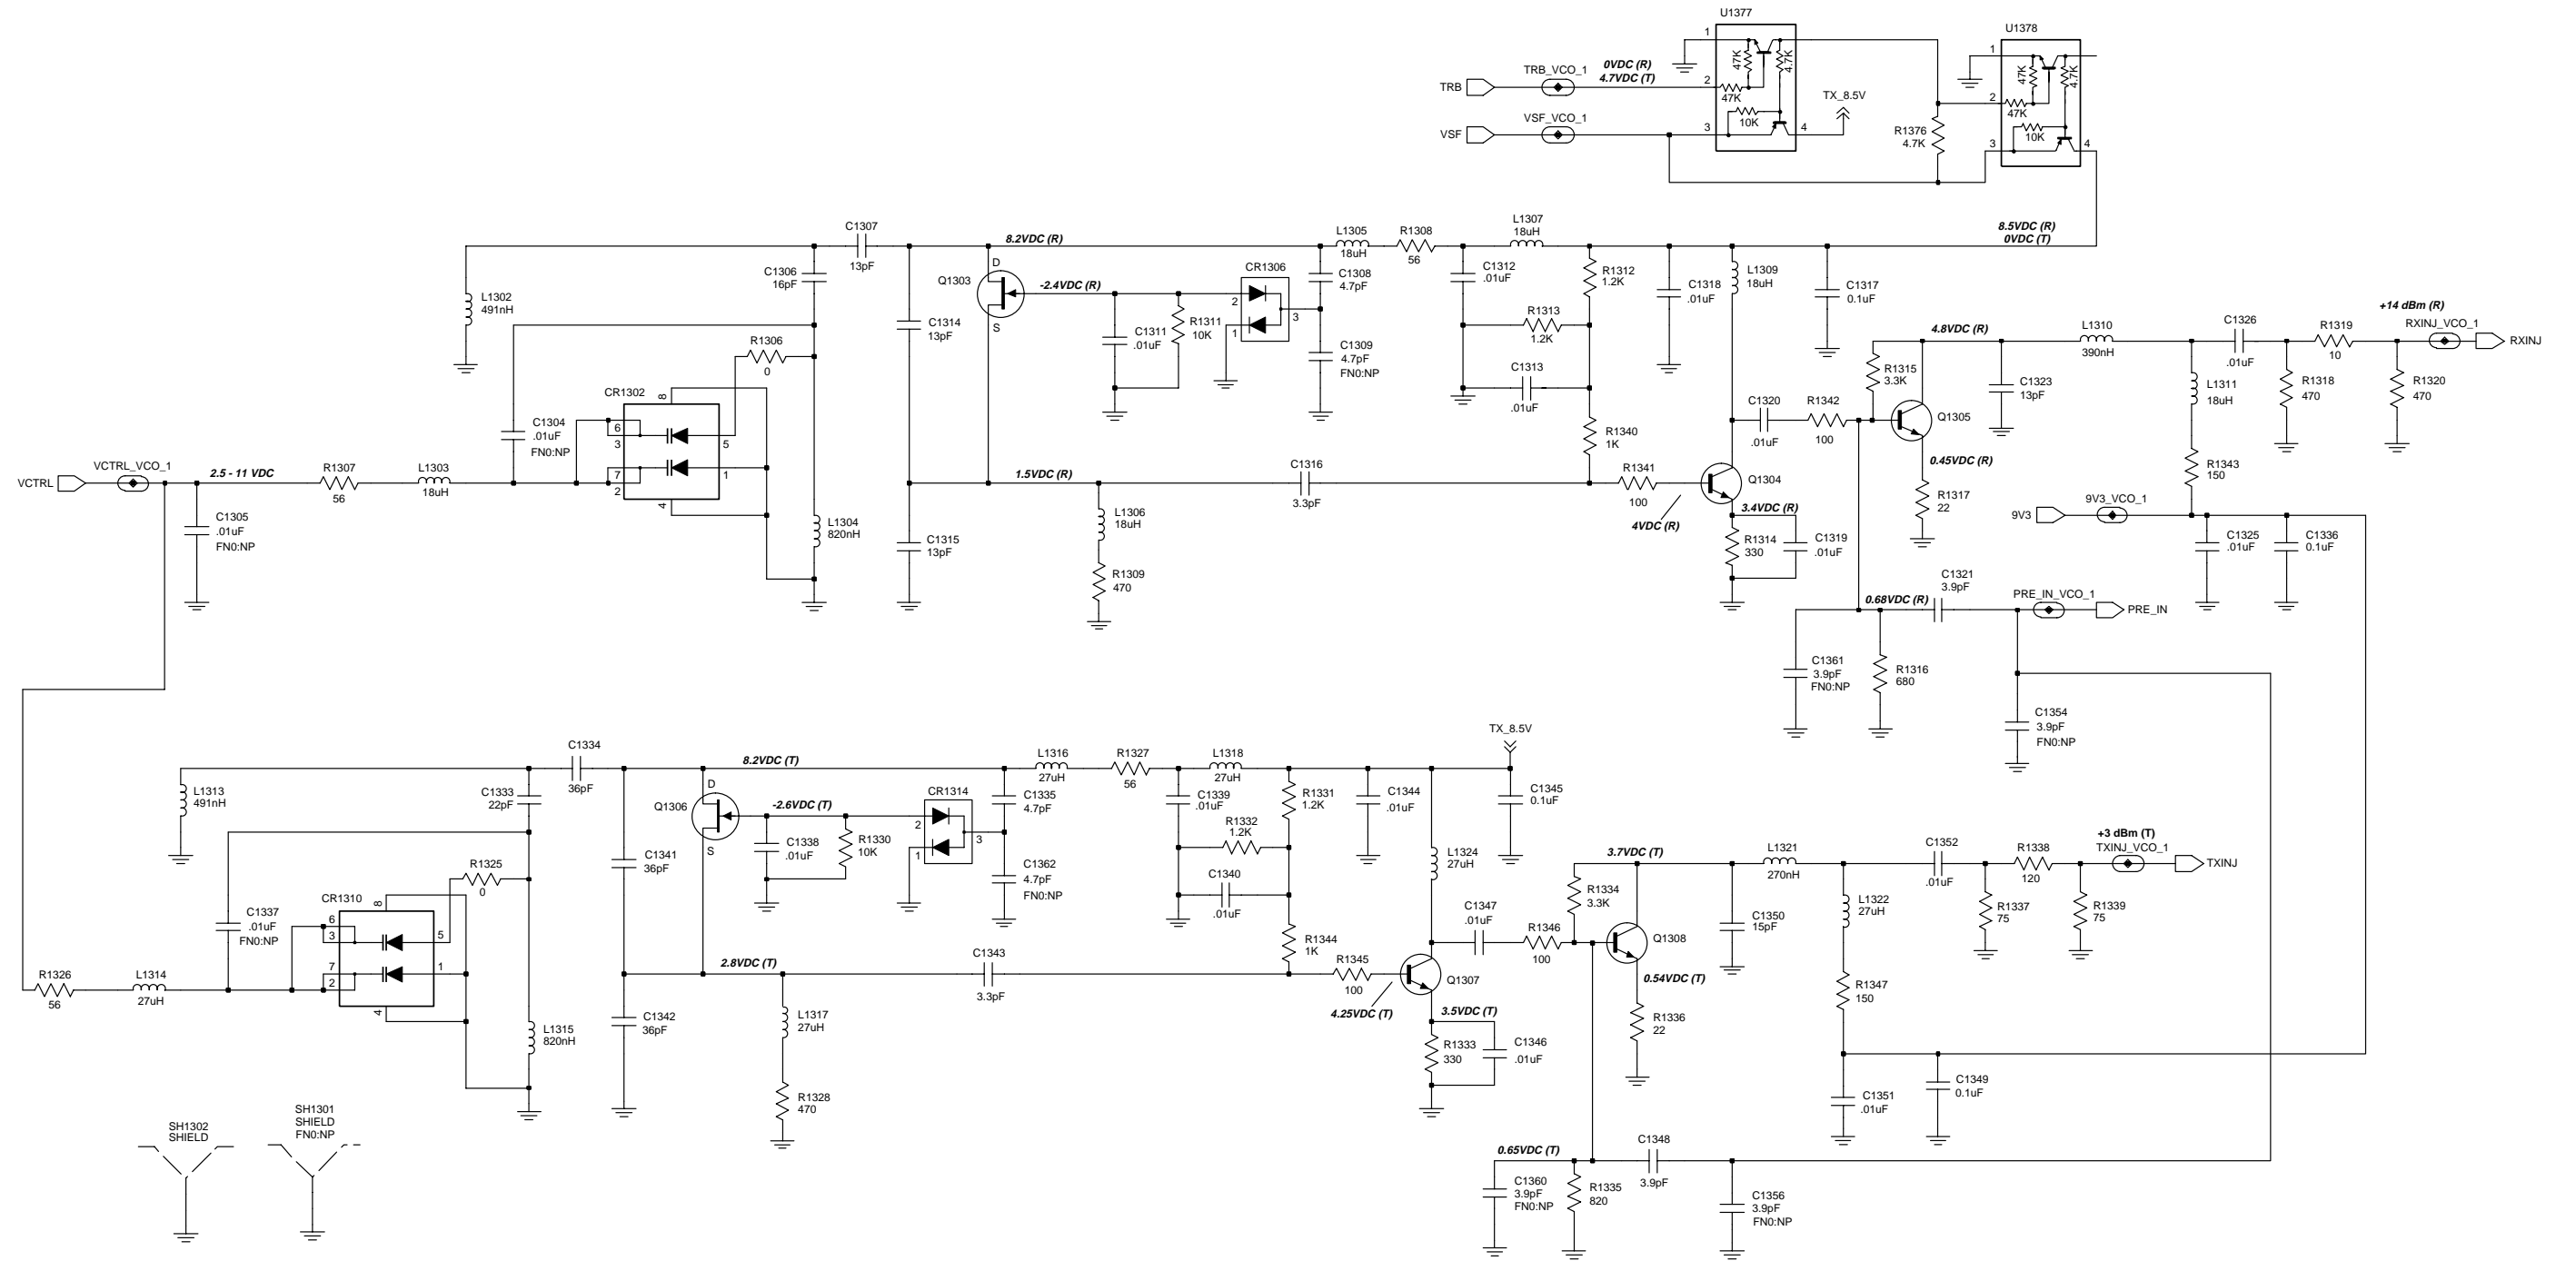 U1377
U1378
1
47K
4.7K
TRB
TRB_VCO_1
0VDC (R)
4.7VDC (T)
2
47K
10K
VSF
VSF_VCO_1
3
4
TX_8.5V
R1376
4.7K
1
47K
4.7K
2
47K
10K
3
4
8.5VDC (R)
0VDC (T)
L1302
491nH
C1306
16pF
C1307
13pF
8.2VDC (R)
Q1303
D
S
-2.4VDC (R)
C1311
.01uF
R1311
10K
CR1306
2
1
3
L1305
18uH
C1308
4.7pF
C1309
4.7pF
FN0:NP
R1308
56
C1312
.01uF
L1307
18uH
R1312
1.2K
R1313
1.2K
C1313
.01uF
R1340
1K
C1318
.01uF
L1309
18uH
C1317
0.1uF
C1314
13pF
C1315
13pF
R1306
0
CR1302
8
6
3
5
7
2
1
4
C1304
.01uF
FN0:NP
L1304
820nH
VCTRL
VCTRL_VCO_1
2.5 - 11 VDC
C1305
.01uF
FN0:NP
R1307
56
L1303
18uH
1.5VDC (R)
L1306
18uH
R1309
470
C1316
3.3pF
R1341
100
4VDC (R)
Q1304
3.4VDC (R)
R1314
330
C1319
.01uF
C1320
.01uF
R1342
100
R1315
3.3K
4.8VDC (R)
Q1305
0.45VDC (R)
R1317
22
C1323
13pF
L1310
390nH
L1311
18uH
R1343
150
C1326
.01uF
R1318
470
R1319
10
R1320
470
+14 dBm (R)
RXINJ_VCO_1
RXINJ
9V3
9V3_VCO_1
C1325
.01uF
C1336
0.1uF
0.68VDC (R)
C1321
3.9pF
PRE_IN_VCO_1
PRE_IN
C1361
3.9pF
FN0:NP
R1316
680
C1354
3.9pF
FN0:NP
L1313
491nH
C1333
22pF
C1334
36pF
8.2VDC (T)
Q1306
D
S
-2.6VDC (T)
C1338
.01uF
R1330
10K
CR1314
2
1
3
L1316
27uH
C1335
4.7pF
C1362
4.7pF
FN0:NP
R1327
56
C1339
.01uF
L1318
27uH
R1331
1.2K
R1332
1.2K
C1340
.01uF
R1344
1K
C1344
.01uF
L1324
27uH
TX_8.5V
C1345
0.1uF
C1341
36pF
C1342
36pF
R1325
0
CR1310
8
6
3
5
7
2
1
4
C1337
.01uF
FN0:NP
L1315
820nH
R1326
56
L1314
27uH
2.8VDC (T)
L1317
27uH
R1328
470
C1343
3.3pF
R1345
100
4.25VDC (T)
Q1307
3.5VDC (T)
R1333
330
C1346
.01uF
C1347
.01uF
R1346
100
R1334
3.3K
3.7VDC (T)
Q1308
0.54VDC (T)
R1336
22
C1350
15pF
L1321
270nH
L1322
27uH
R1347
150
C1352
.01uF
R1337
75
R1338
120
R1339
75
+3 dBm (T)
TXINJ_VCO_1
TXINJ
C1351
.01uF
C1349
0.1uF
0.65VDC (T)
C1348
3.9pF
C1360
3.9pF
FN0:NP
R1335
820
C1356
3.9pF
FN0:NP
SH1302
SHIELD
SH1301
SHIELD
FN0:NP